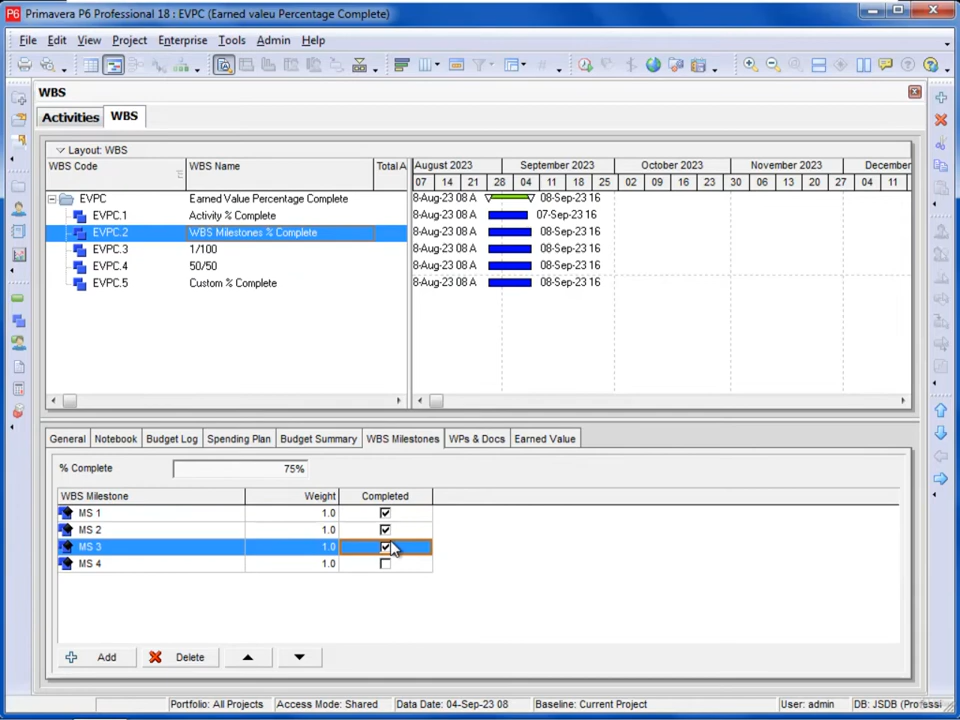 P6 Primavera P6 Professional 18 : EVPC (Earned valeu Percentage Complete)
File Edit View Project Enterprise Tools Admin Help
WBS
Activities WBS
Layout: WBS
WBS Code WBS Name Total A August 2023 September 2023 October 2023 November 2023 December
07 14 21 28 04 11 18 25 02 09 16 23 30 06 13 20 27 04 11
EVPC Earned Value Percentage Complete 8-Aug-23 08 A 08-Sep-23 16
EVPC.1 Activity % Complete 8-Aug-23 08 A 07-Sep-23 16
EVPC.2 WBS Milestones % Complete 8-Aug-23 08 A 08-Sep-23 16
EVPC.3 1/100 8-Aug-23 08 A 08-Sep-23 16
EVPC.4 50/50 8-Aug-23 08 A 08-Sep-23 16
EVPC.5 Custom % Complete 8-Aug-23 08 A 08-Sep-23 16
General Notebook Budget Log Spending Plan Budget Summary WBS Milestones WPs & Docs Earned Value
% Complete 75%
WBS Milestone Weight Completed
MS 1 1.0
MS 2 1.0
MS 3 1.0
MS 4 1.0
Add Delete
Portfolio: All Projects Access Mode: Shared Data Date: 04-Sep-23 08 Baseline: Current Project User: admin DB: JSDB (Professi